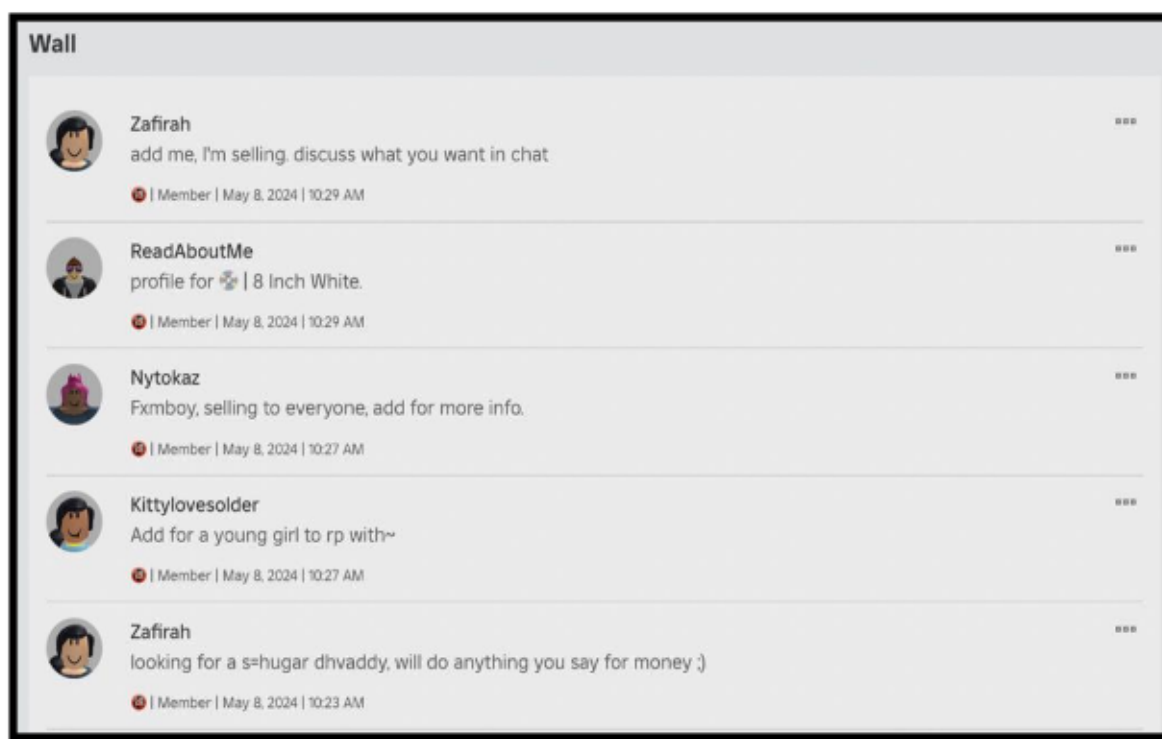 Wall
Zafirah
add me, I'm selling. discuss what you want in chat
🔞 | Member | May 8, 2024 | 10:29 AM
ReadAboutMe
profile for 💿 | 8 Inch White.
🔞 | Member | May 8, 2024 | 10:29 AM
Nytokaz
Fxmboy, selling to everyone, add for more info.
🔞 | Member | May 8, 2024 | 10:27 AM
Kittylovesolder
Add for a young girl to rp with~
🔞 | Member | May 8, 2024 | 10:27 AM
Zafirah
looking for a s=hugar dhvaddy, will do anything you say for money ;)
🔞 | Member | May 8, 2024 | 10:23 AM